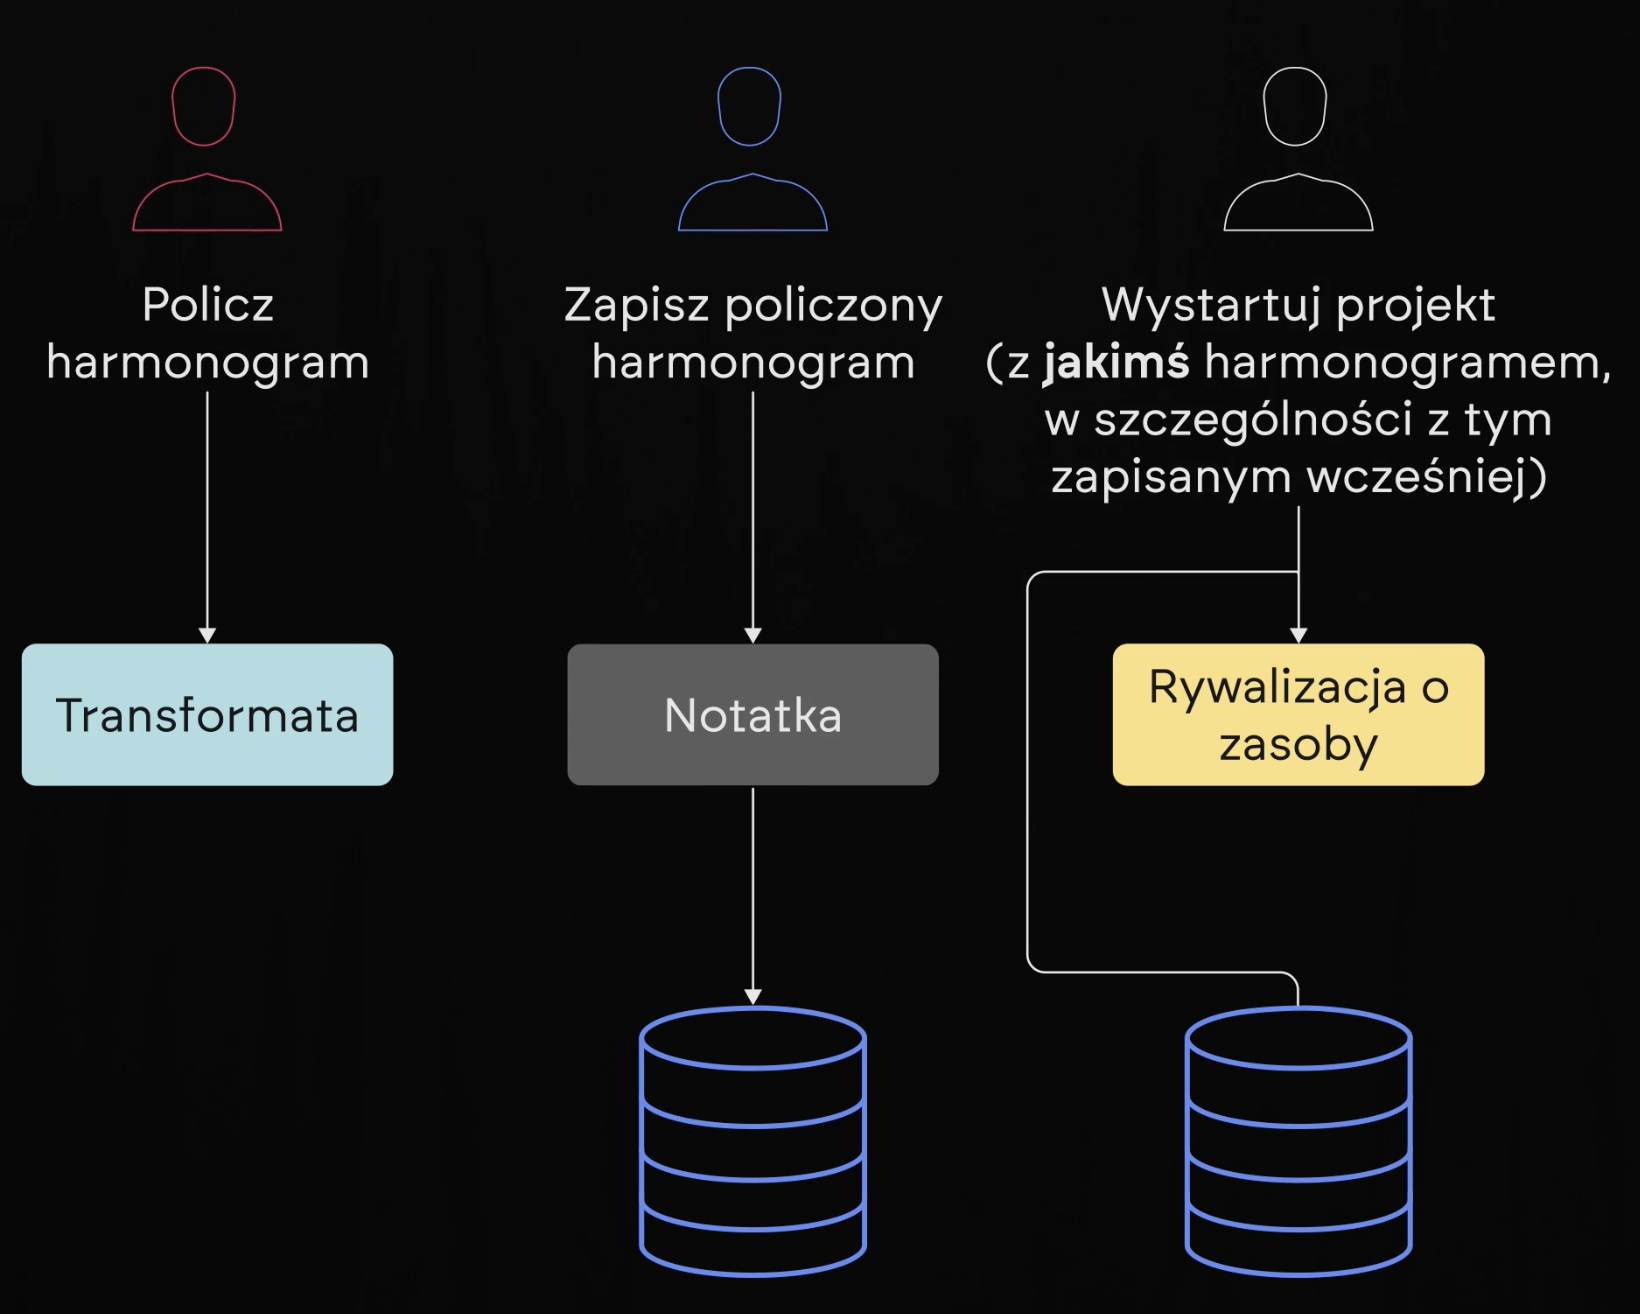 Policz
harmonogram
Zapisz policzony
harmonogram
Wystartuj projekt
(z jakimś harmonogramem,
w szczególności z tym
zapisanym wcześniej)
Transformata
Notatka
Rywalizacja o
zasoby